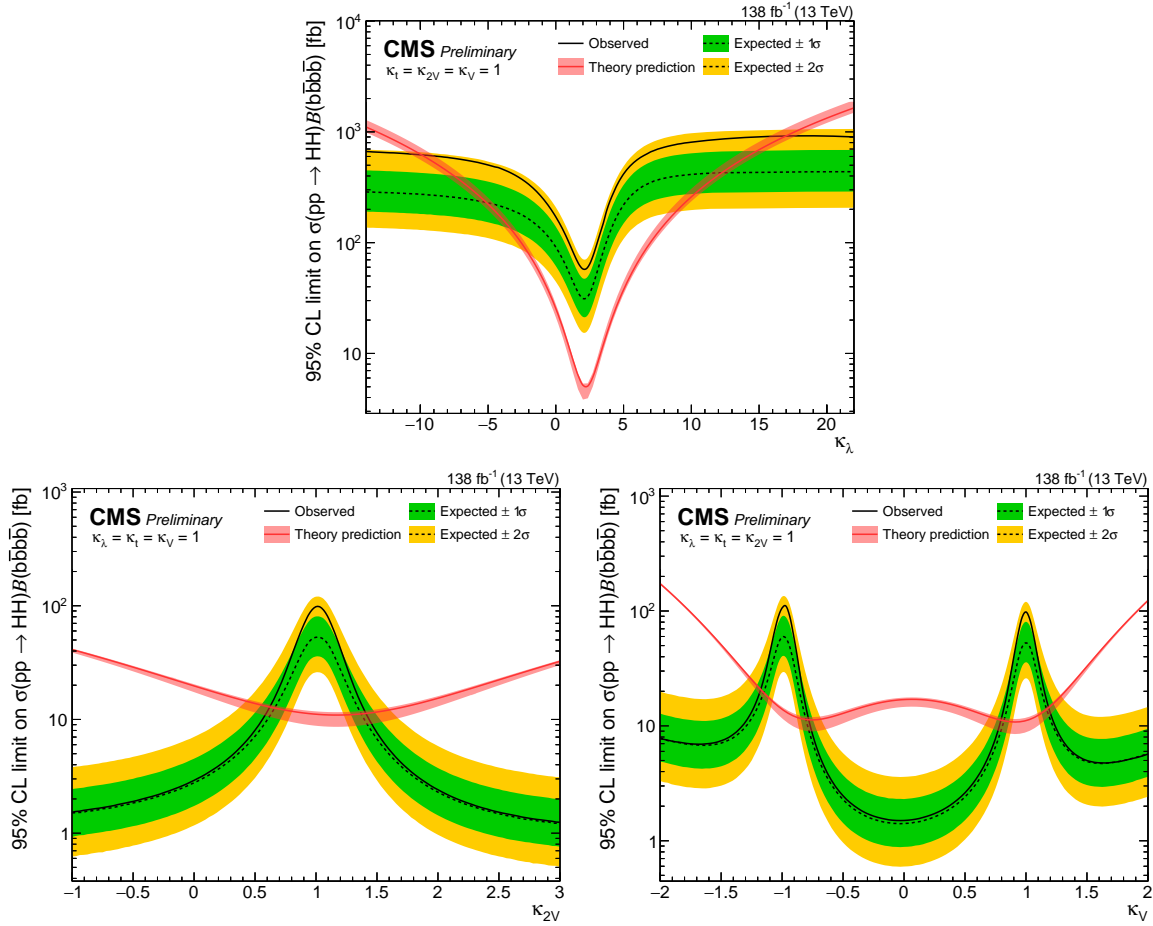 138 fb⁻¹ (13 TeV)
CMS Preliminary
κt = κ2V = κV = 1
Observed
Theory prediction
Expected ± 1σ
Expected ± 2σ
95% CL limit on σ(pp → HH)B(bb̅bb̅) [fb]
10⁴
10³
10²
10
−10 −5 0 5 10 15 20
κλ
138 fb⁻¹ (13 TeV)
CMS Preliminary
κλ = κt = κV = 1
Observed
Theory prediction
Expected ± 1σ
Expected ± 2σ
95% CL limit on σ(pp → HH)B(bb̅bb̅) [fb]
10³
10²
10
1
−1 −0.5 0 0.5 1 1.5 2 2.5 3
κ2V
138 fb⁻¹ (13 TeV)
CMS Preliminary
κλ = κt = κ2V = 1
Observed
Theory prediction
Expected ± 1σ
Expected ± 2σ
95% CL limit on σ(pp → HH)B(bb̅bb̅) [fb]
10³
10²
10
1
−2 −1.5 −1 −0.5 0 0.5 1 1.5 2
κV